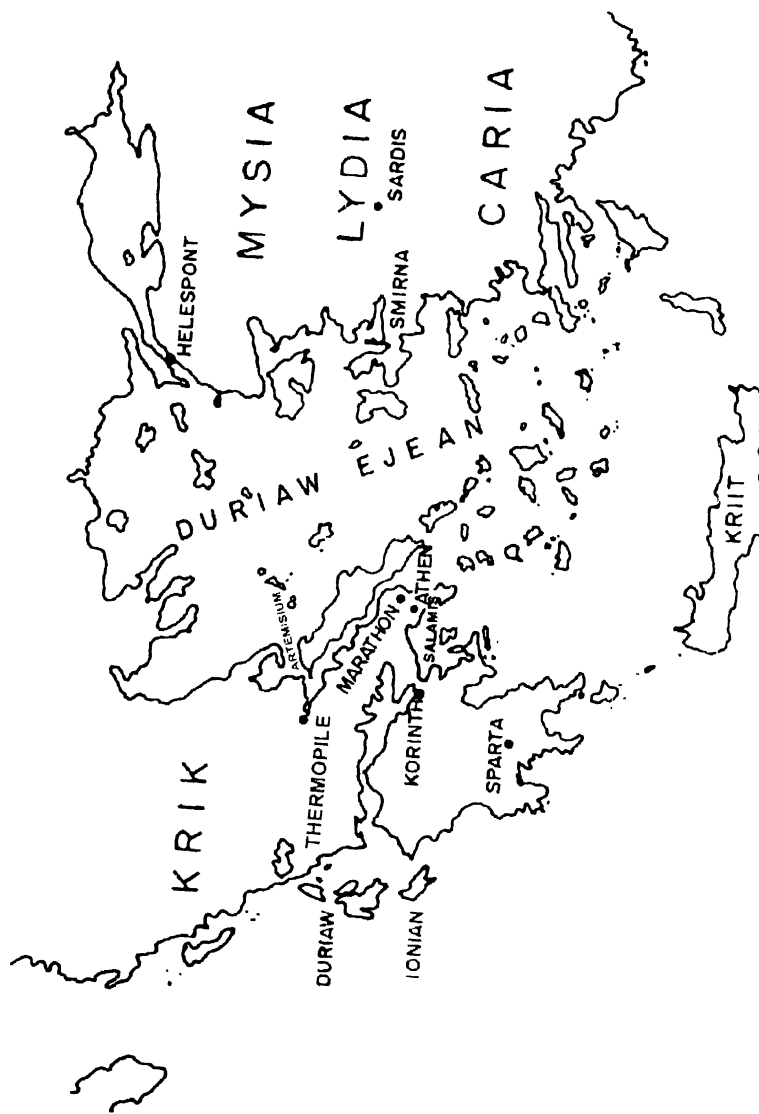 HELESPONT
MYSIA
LYDIA
SARDIS
SMIRNA
CARIA
DURIAW EJEAN
KRIK
ARTEMISIUM
THERMOPILE
MARATHON
ATHEN
SALAMIS
KORINTH
SPARTA
DURIAW
IONIAN
KRIIT